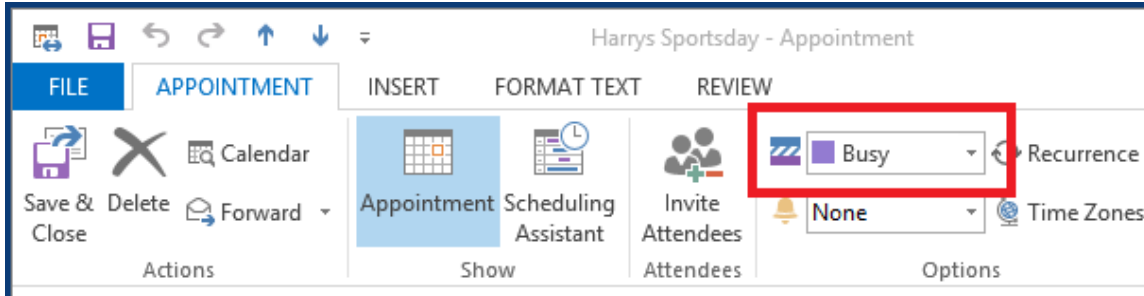 Harrys Sportsday - Appointment
FILE APPOINTMENT INSERT FORMAT TEXT REVIEW
Save & Close
Delete
Calendar
Forward
Actions
Appointment
Scheduling
Assistant
Show
Invite
Attendees
Attendees
Busy
Recurrence
None
Time Zones
Options